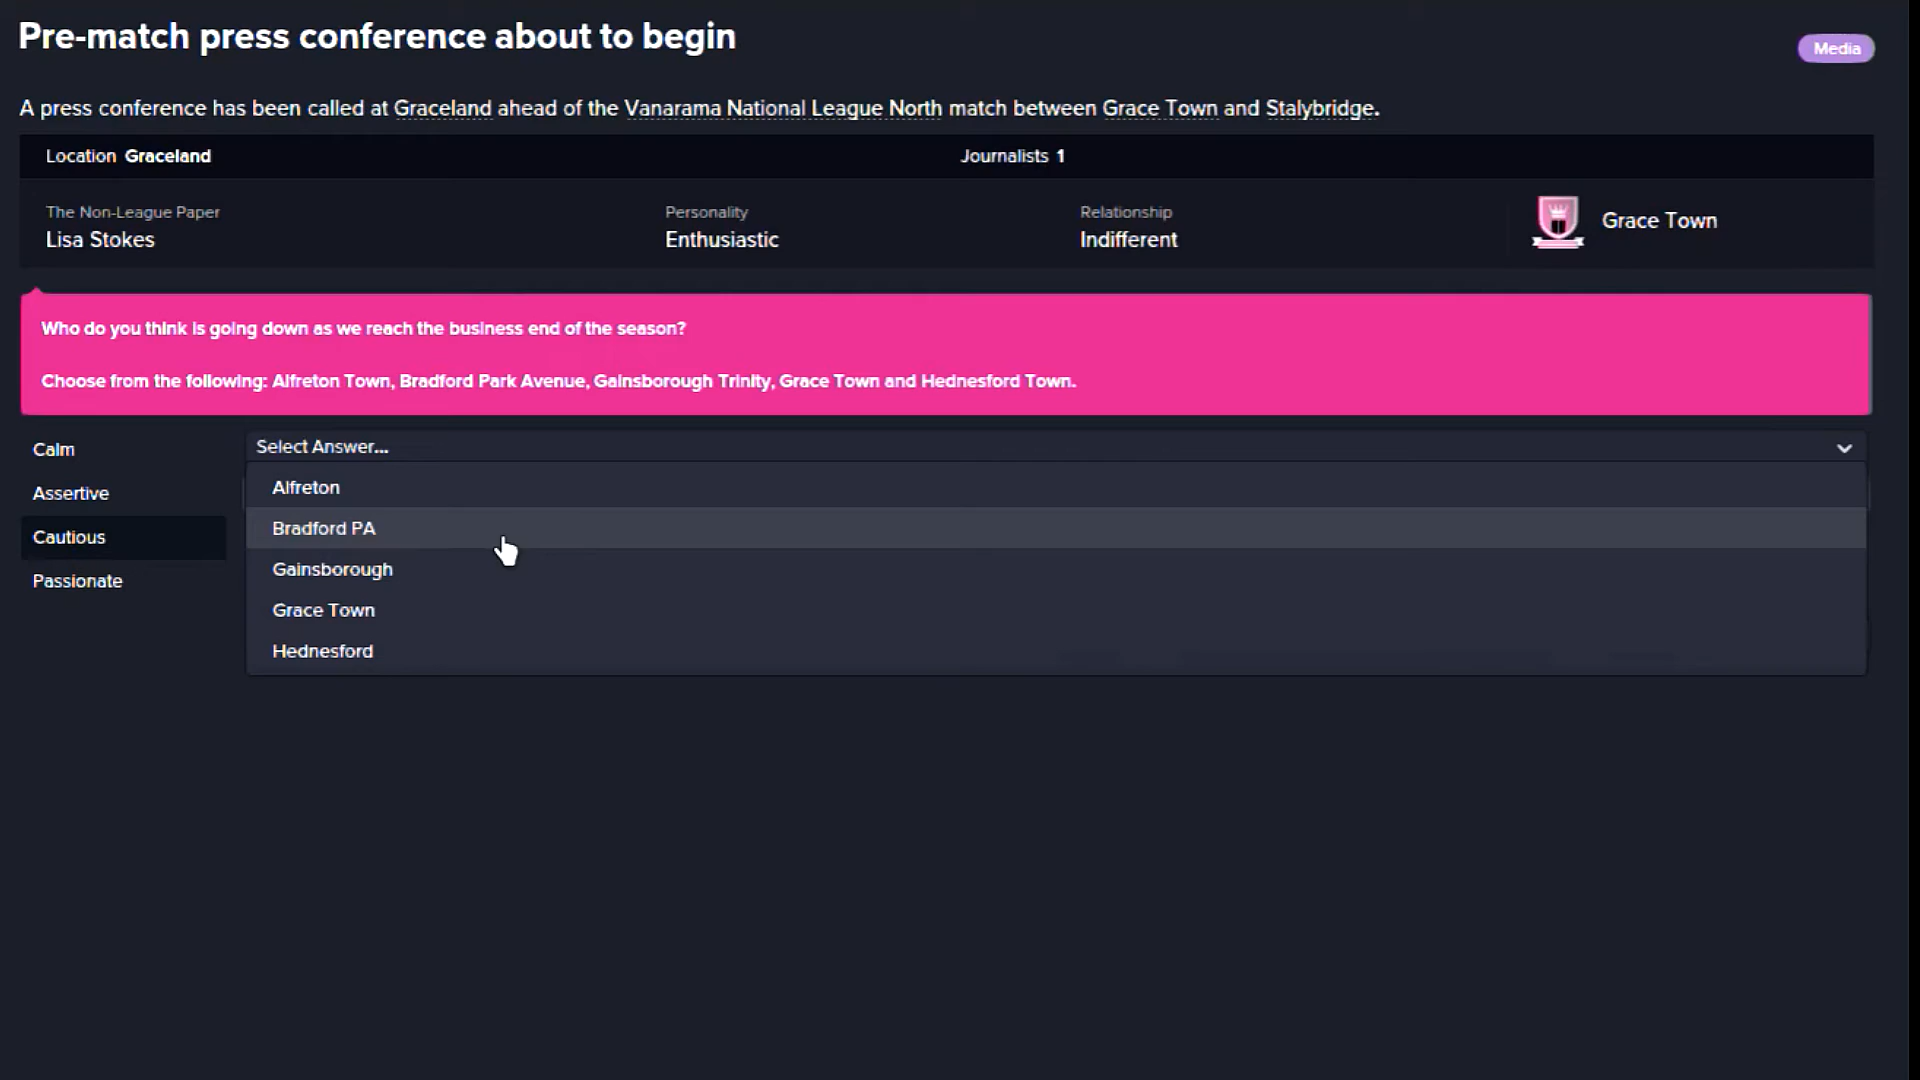 Pre-match press conference about to begin
Media
A press conference has been called at Graceland ahead of the Vanarama National League North match between Grace Town and Stalybridge.
Location Graceland
Journalists 1
The Non-League Paper
Personality
Relationship
Lisa Stokes
Enthusiastic
Indifferent
Grace Town
Who do you think is going down as we reach the business end of the season?
Choose from the following: Alfreton Town, Bradford Park Avenue, Gainsborough Trinity, Grace Town and Hednesford Town.
Calm
Select Answer...
Alfreton
Assertive
Bradford PA
Cautious
Gainsborough
Passionate
Grace Town
Hednesford